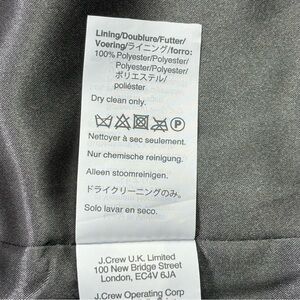 Lining/Doublure/Futter/
Voering/ライニング/forro:
100% Polyester/Polyester/
Polyester/Polyester/
ポリエステル/
poliéster
Dry clean only.
P
Nettoyer à sec seulement.
Nur chemische reinigung.
Alleen stoomreinigen.
ドライクリーニングのみ。
Solo lavar en seco.
J.Crew U.K. Limited
100 New Bridge Street
London, EC4V 6JA
J.Crew Operating Corp